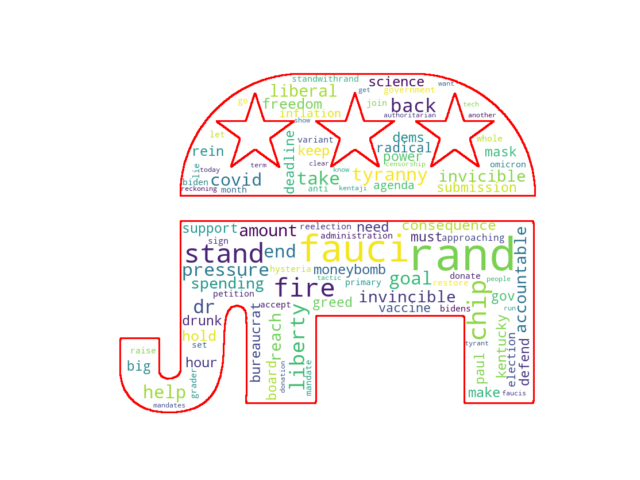 standwithrand
science
want
liberal
get
government
go
freedom
join
back
tech
inflation
authoritarian
another
show
let
variant
dems
whole
rein
keep
radical
mask
deadline
clear
power
omicron
lie
today
term
know
censorship
covid
take
tyranny
invicible
biden
kentaji
agenda
submission
reckoning
month
anti
support
amount
reelection
need
consequence
sign
administration
must
approaching
stand
end
fauci
rand
accountable
pressure
hysteria
moneybomb
goal
donate
people
spending
fire
tactic
primary
restore
petition
greed
invincible
chip
gov
dr
accept
vaccine
bidens
run
drunk
bureaucrat
reach
liberty
hold
set
tyrant
kentucky
election
defend
raise
big
hour
board
donation
mandate
paul
grader
help
make
faucis
mandates